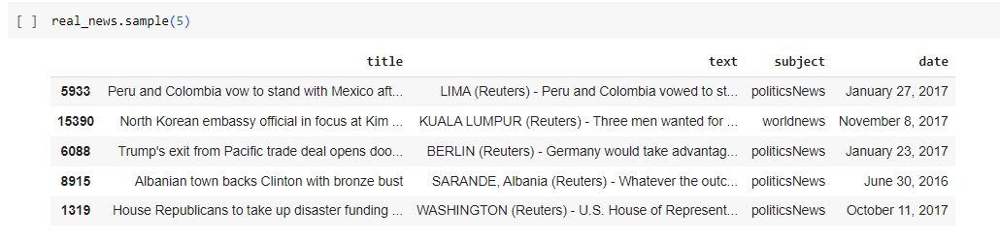 [ ] real_news.sample(5)
title text subject date
5933 Peru and Colombia vow to stand with Mexico aft... LIMA (Reuters) - Peru and Colombia vowed to st... politicsNews January 27, 2017
15390 North Korean embassy official in focus at Kim ... KUALA LUMPUR (Reuters) - Three men wanted for ... worldnews November 8, 2017
6088 Trump's exit from Pacific trade deal opens doo... BERLIN (Reuters) - Germany would take advantag... politicsNews January 23, 2017
8915 Albanian town backs Clinton with bronze bust SARANDE, Albania (Reuters) - Whatever the outc... politicsNews June 30, 2016
1319 House Republicans to take up disaster funding ... WASHINGTON (Reuters) - U.S. House of Represent... politicsNews October 11, 2017